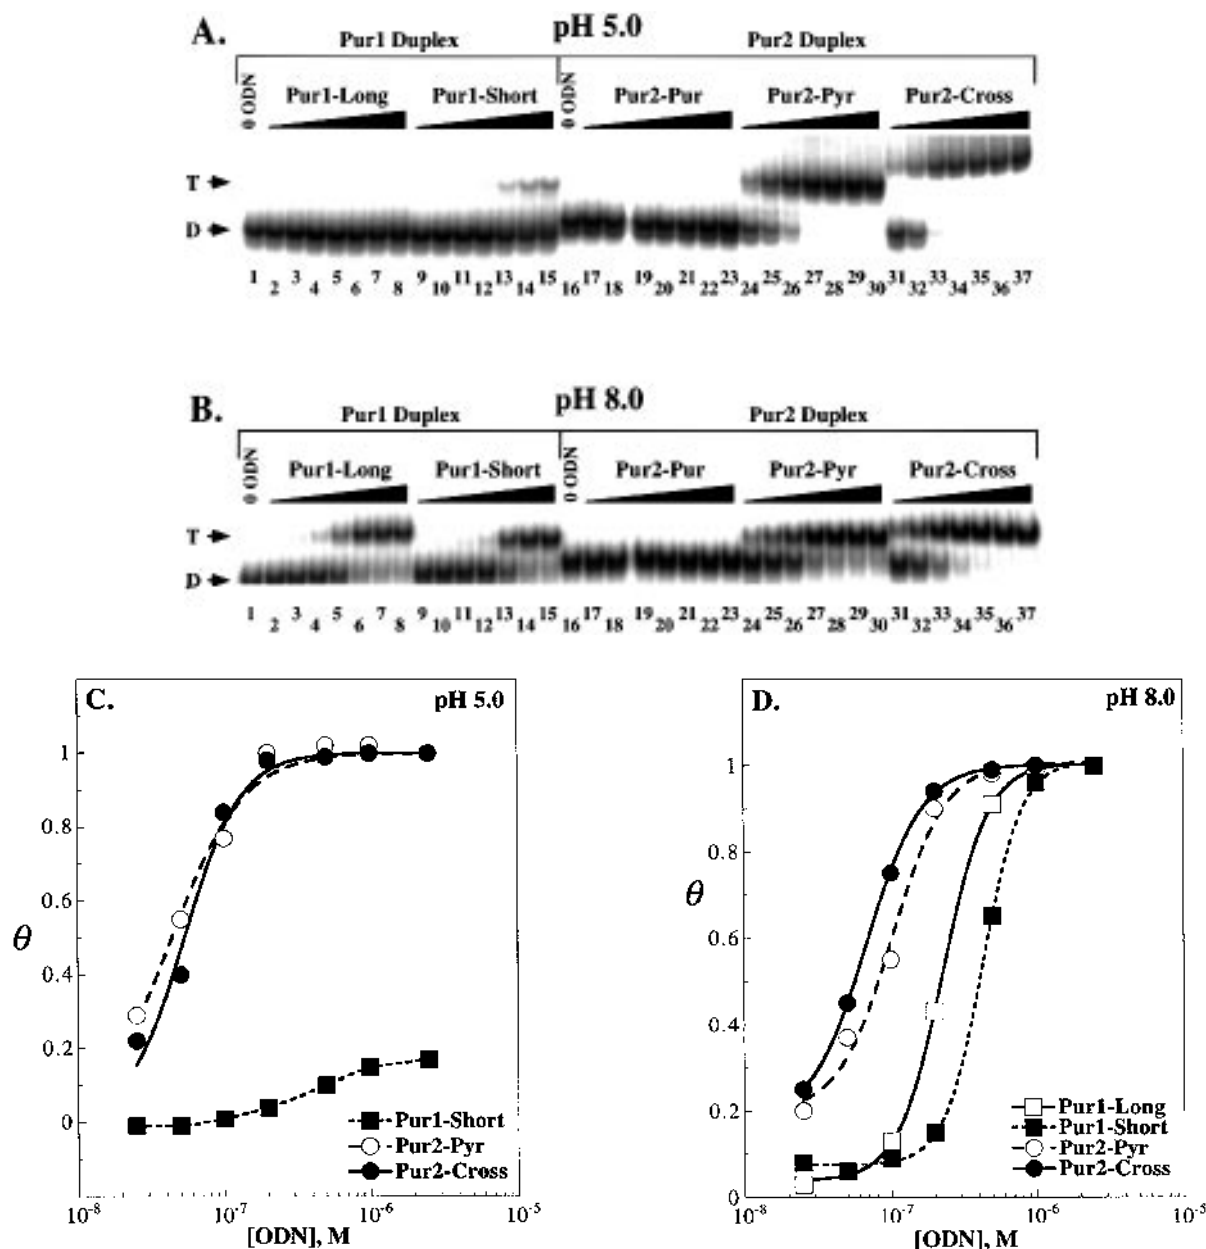 A.
pH 5.0
Pur1 Duplex
Pur2 Duplex
0 ODN
Pur1-Long
Pur1-Short
0 ODN
Pur2-Pur
Pur2-Pyr
Pur2-Cross
T
D
1 2 3 4 5 6 7 8 9 10 11 12 13 14 15 16 17 18 19 20 21 22 23 24 25 26 27 28 29 30 31 32 33 34 35 36 37
B.
pH 8.0
Pur1 Duplex
Pur2 Duplex
0 ODN
Pur1-Long
Pur1-Short
0 ODN
Pur2-Pur
Pur2-Pyr
Pur2-Cross
T
D
1 2 3 4 5 6 7 8 9 10 11 12 13 14 15 16 17 18 19 20 21 22 23 24 25 26 27 28 29 30 31 32 33 34 35 36 37
C.
pH 5.0
1
0.8
0.6
0.4
0.2
0
θ
Pur1-Short
Pur2-Pyr
Pur2-Cross
10⁻⁸ 10⁻⁷ 10⁻⁶ 10⁻⁵
[ODN], M
D.
pH 8.0
1
0.8
0.6
0.4
0.2
0
θ
Pur1-Long
Pur1-Short
Pur2-Pyr
Pur2-Cross
10⁻⁸ 10⁻⁷ 10⁻⁶ 10⁻⁵
[ODN], M